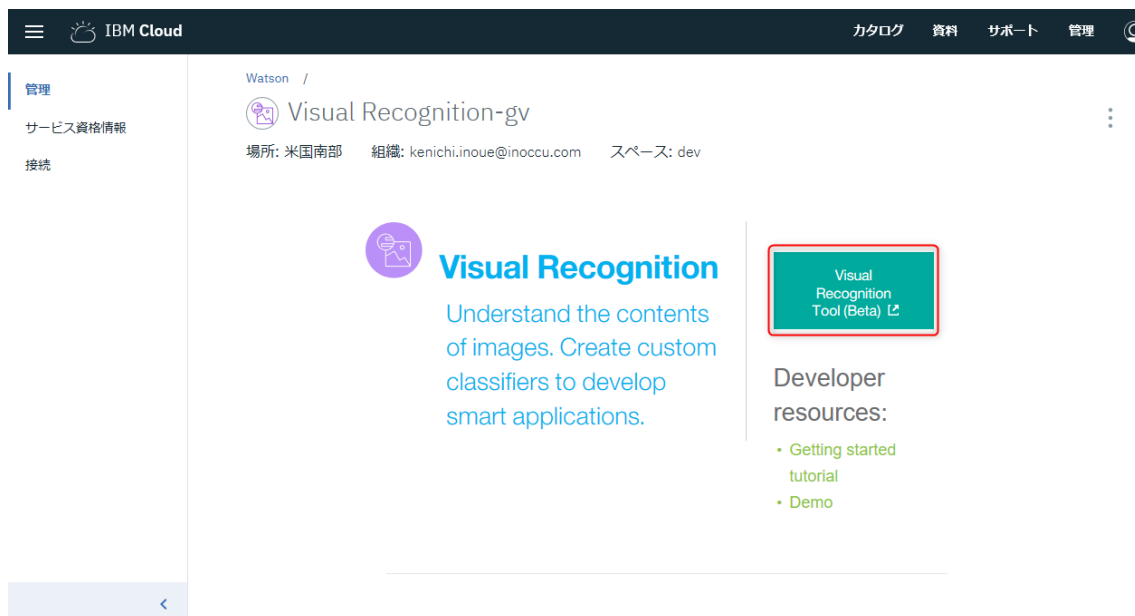 IBM Cloud
カタログ 資料 サポート 管理
管理
サービス資格情報
接続
Watson /
Visual Recognition-gv
場所: 米国南部 組織: kenichi.inoue@inoccu.com スペース: dev
Visual Recognition
Understand the contents
of images. Create custom
classifiers to develop
smart applications.
Visual
Recognition
Tool (Beta)
Developer
resources:
• Getting started
tutorial
• Demo